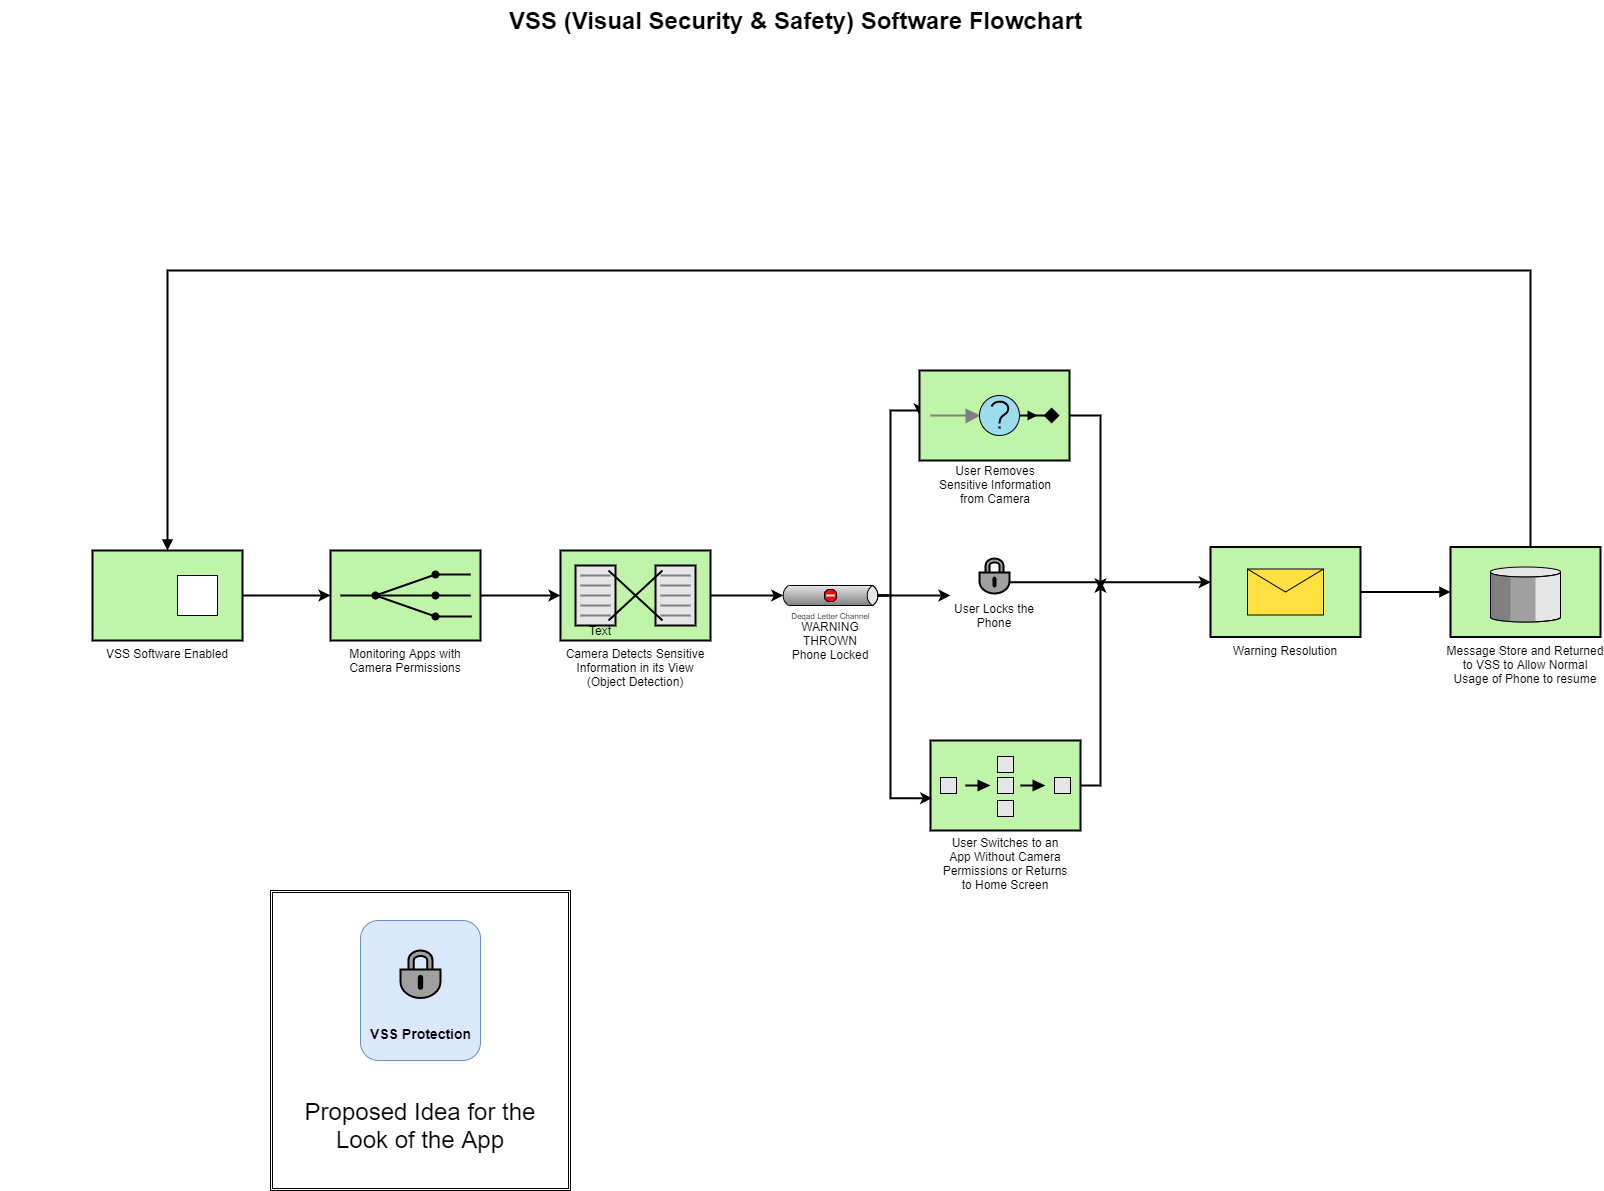 VSS (Visual Security & Safety) Software Flowchart
User Removes
Sensitive Information
from Camera
VSS Software Enabled
Monitoring Apps with
Camera Permissions
Text
Camera Detects Sensitive
Information in its View
(Object Detection)
Deqad Letter Channel
WARNING
THROWN
Phone Locked
User Locks the
Phone
Warning Resolution
Message Store and Returned
to VSS to Allow Normal
Usage of Phone to resume
User Switches to an
App Without Camera
Permissions or Returns
to Home Screen
VSS Protection
Proposed Idea for the
Look of the App